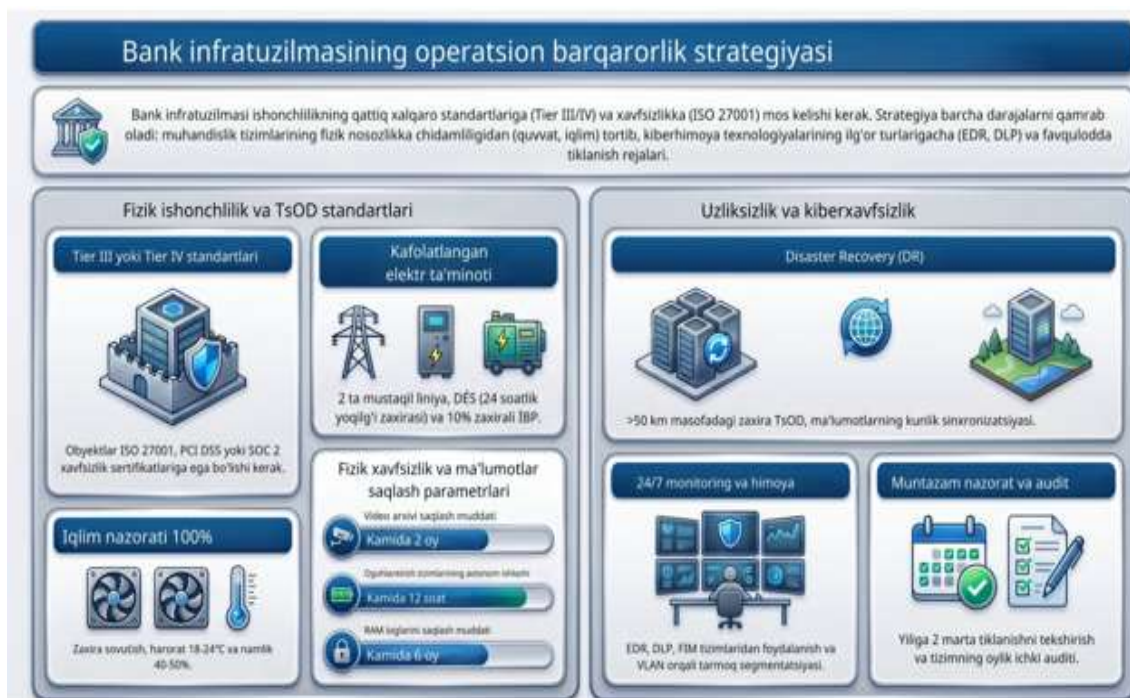 Bank infratuzilmasining operatsion barqarorlik strategiyasi
Bank infratuzilmasi ishonchlilikning qattiq xalqaro standartlariga (Tier III/IV) va xavfsizlikka (ISO 27001) mos kelishi kerak. Strategiya barcha darajalarni qamrab
oladi: muhandislik tizimlarining fizik nosozlikka chidamliligidan (quvvat, iqlim) tortib, kiberhimoya texnologiyalarining ilg'or turlarigacha (EDR, DLP) va favqulodda
tiklanish rejalari.
Fizik ishonchlilik va TsOD standartlari
Tier III yoki Tier IV standartlari
Obyektlar ISO 27001, PCI DSS yoki SOC 2
xavfsizlik sertifikatlariga ega bo'lishi kerak.
Kafolatlangan
elektr ta'minoti
2 ta mustaqil liniya, DÉS (24 soatlik
yoqilg'i zaxirasi) va 10% zaxirali IBP.
Iqlim nazorati 100%
Zaxira sovutish, harorat 18-24°C va namlik
40-50%.
Fizik xavfsizlik va ma'lumotlar
saqlash parametrlari
Video arxivi saqlash muddati
Kamida 2 oy
tizimlarining avtonom ishlashi
Kamida 12 soat
RAM loglarini saqlash muddati
Kamida 6 oy
Uzliksizlik va kiberxavfsizlik
Disaster Recovery (DR)
>50 km masofadagi zaxira TsOD, ma'lumotlarning kunlik sinxronizatsiyasi.
24/7 monitoring va himoya
EDR, DLP, FIM tizimlaridan foydalanish va
VLAN orqali tarmoq segmentatsiyasi.
Muntazam nazorat va audit
Yiliga 2 marta tiklanishni tekshirish
va tizimning oylik ichki auditi.